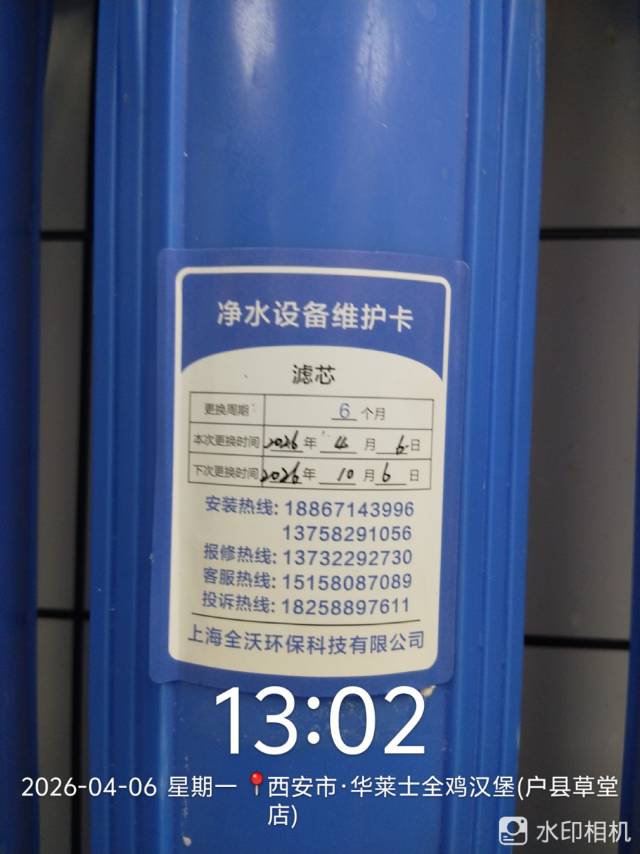 净水设备维护卡
滤芯
更换周期 6 个月
本次更换时间 2026 年 4 月 6 日
下次更换时间 2026 年 10 月 6 日
安装热线: 18867143996
13758291056
报修热线: 13732292730
客服热线: 15158087089
投诉热线: 18258897611
上海全沃环保科技有限公司
13:02
2026-04-06 星期一 📍西安市·华莱士全鸡汉堡(户县草堂
店)
水印相机